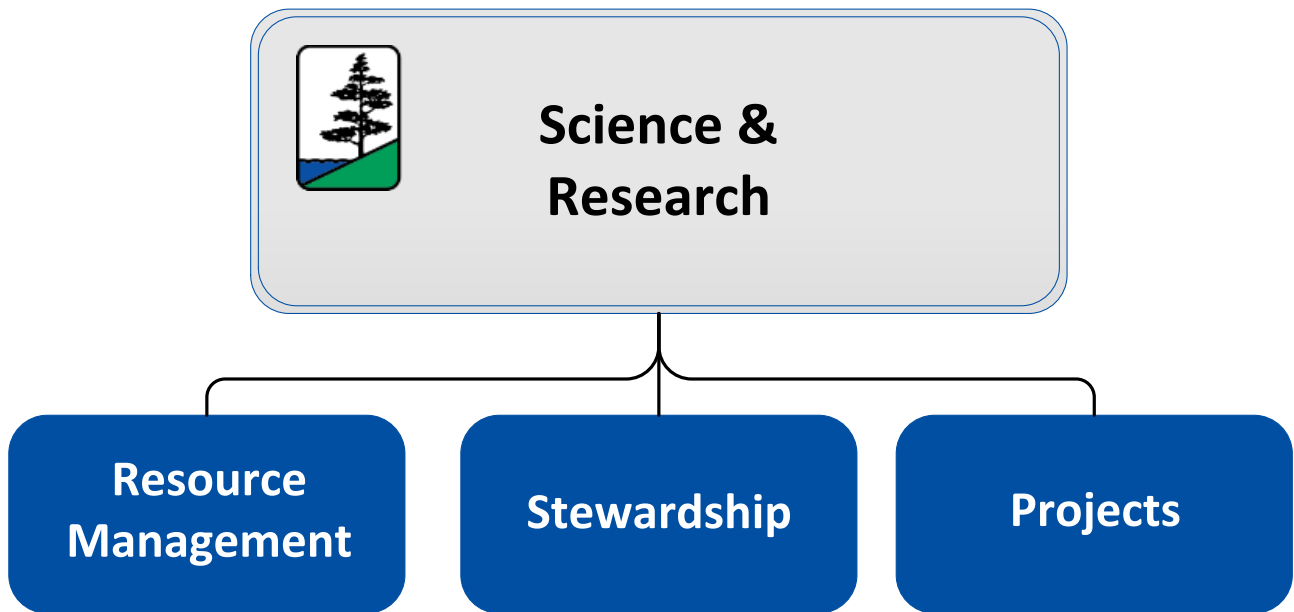 Science &
Research
Resource
Management
Stewardship
Projects